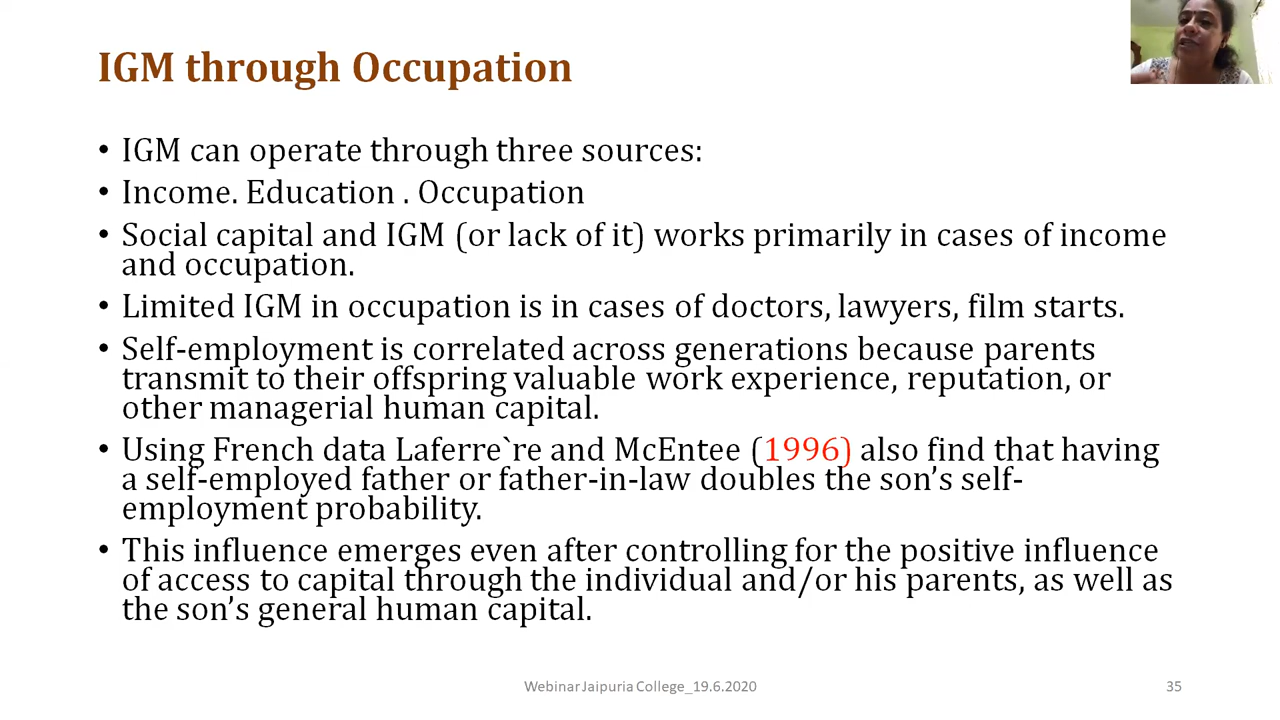 IGM through Occupation
• IGM can operate through three sources:
• Income. Education . Occupation
• Social capital and IGM (or lack of it) works primarily in cases of income
and occupation.
• Limited IGM in occupation is in cases of doctors, lawyers, film starts.
• Self-employment is correlated across generations because parents
transmit to their offspring valuable work experience, reputation, or
other managerial human capital.
• Using French data Laferre`re and McEntee (1996) also find that having
a self-employed father or father-in-law doubles the son’s self-
employment probability.
• This influence emerges even after controlling for the positive influence
of access to capital through the individual and/or his parents, as well as
the son’s general human capital.
Webinar Jaipuria College_19.6.2020
35